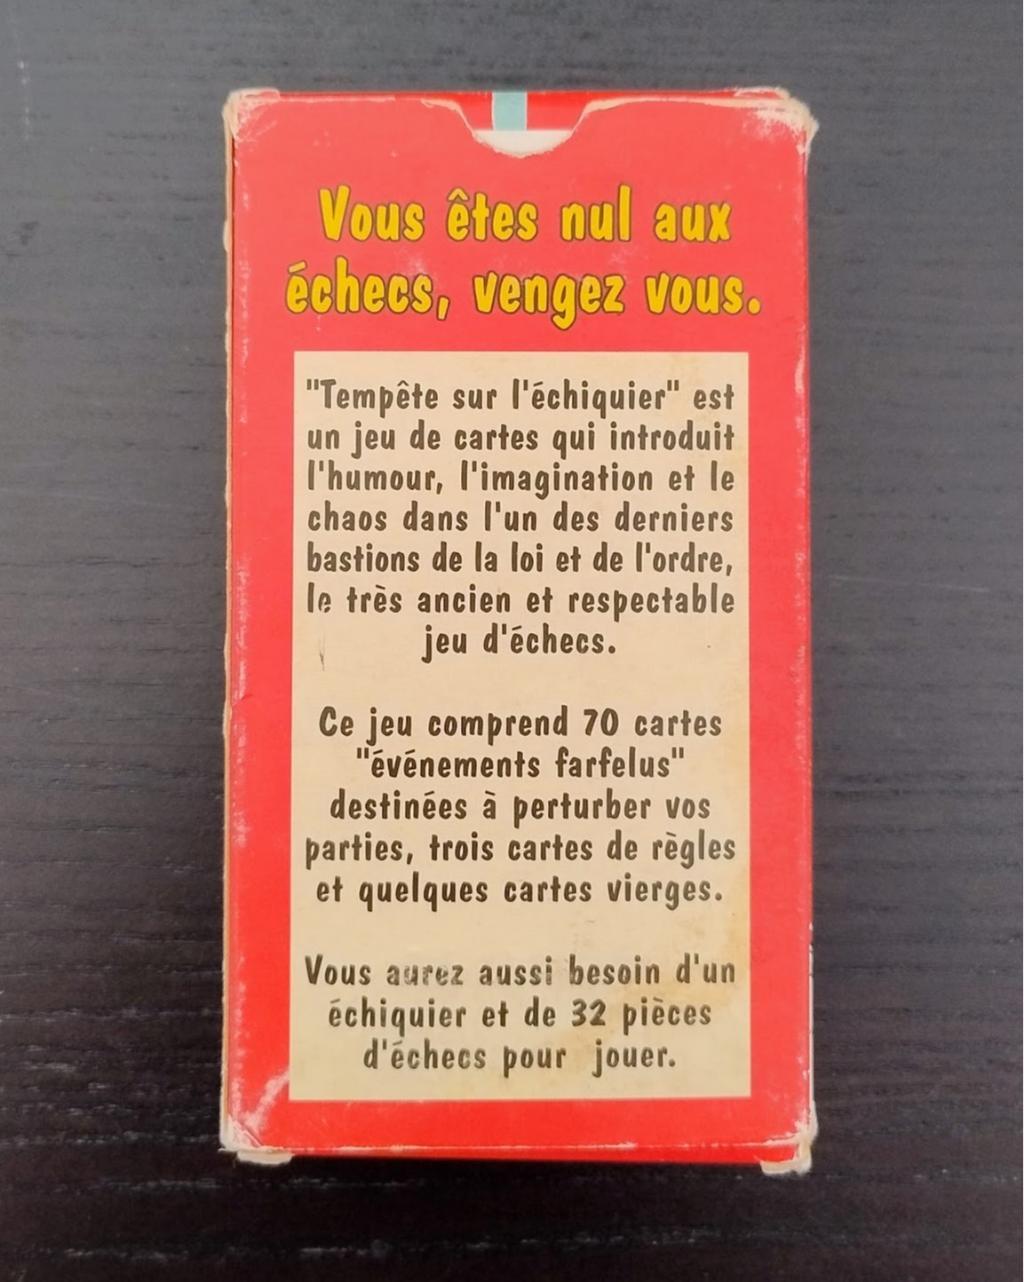 Vous êtes nul aux
échecs, vengez vous.
"Tempête sur l'échiquier" est
un jeu de cartes qui introduit
l'humour, l'imagination et le
chaos dans l'un des derniers
bastions de la loi et de l'ordre,
le très ancien et respectable
jeu d'échecs.
Ce jeu comprend 70 cartes
"événements farfelus"
destinées à perturber vos
parties, trois cartes de règles
et quelques cartes vierges.
Vous aurez aussi besoin d'un
échiquier et de 32 pièces
d'échecs pour jouer.